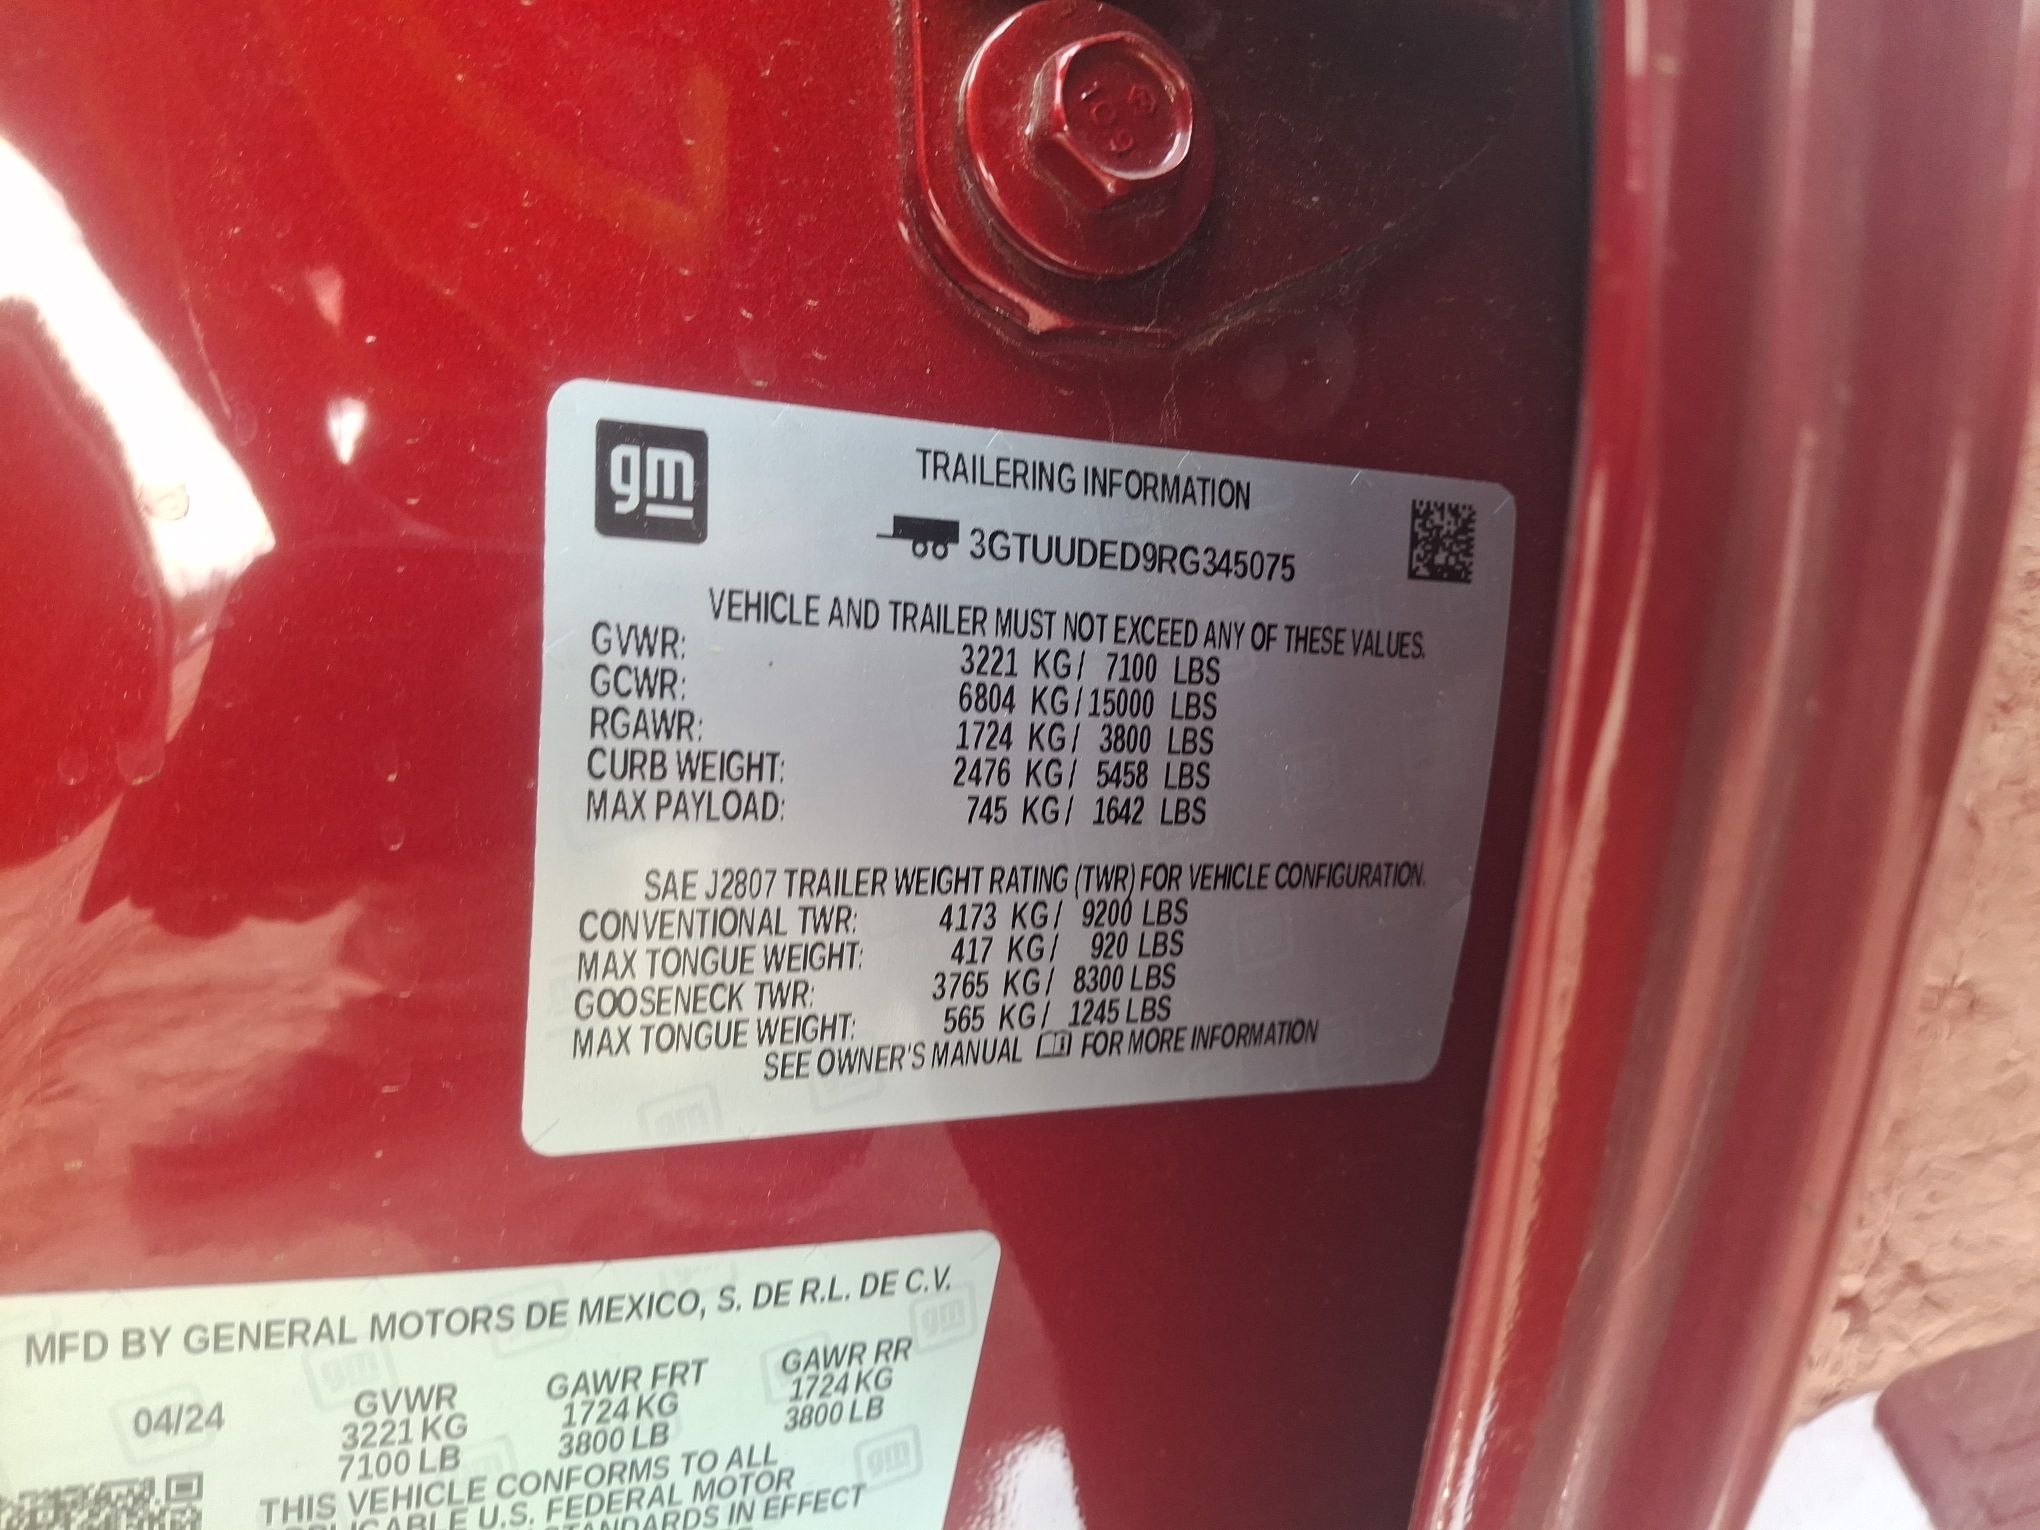 109
gm
TRAILERING INFORMATION
3GTUUDED9RG345075
VEHICLE AND TRAILER MUST NOT EXCEED ANY OF THESE VALUES.
GVWR: 3221 KG/ 7100 LBS
GCWR: 6804 KG/15000 LBS
RGAWR: 1724 KG/ 3800 LBS
CURB WEIGHT: 2476 KG/ 5458 LBS
MAX PAYLOAD: 745 KG/ 1642 LBS
SAE J2807 TRAILER WEIGHT RATING (TWR) FOR VEHICLE CONFIGURATION.
CONVENTIONAL TWR: 4173 KG/ 9200 LBS
MAX TONGUE WEIGHT: 417 KG/ 920 LBS
GOOSENECK TWR: 3765 KG/ 8300 LBS
MAX TONGUE WEIGHT: 565 KG/ 1245 LBS
SEE OWNER'S MANUAL FOR MORE INFORMATION
MFD BY GENERAL MOTORS DE MEXICO, S. DE R.L. DE C.V.
04/24 GVWR GAWR FRT GAWR RR
3221 KG 1724 KG 1724 KG
7100 LB 3800 LB 3800 LB
THIS VEHICLE CONFORMS TO ALL
U.S. FEDERAL MOTOR
IN EFFECT